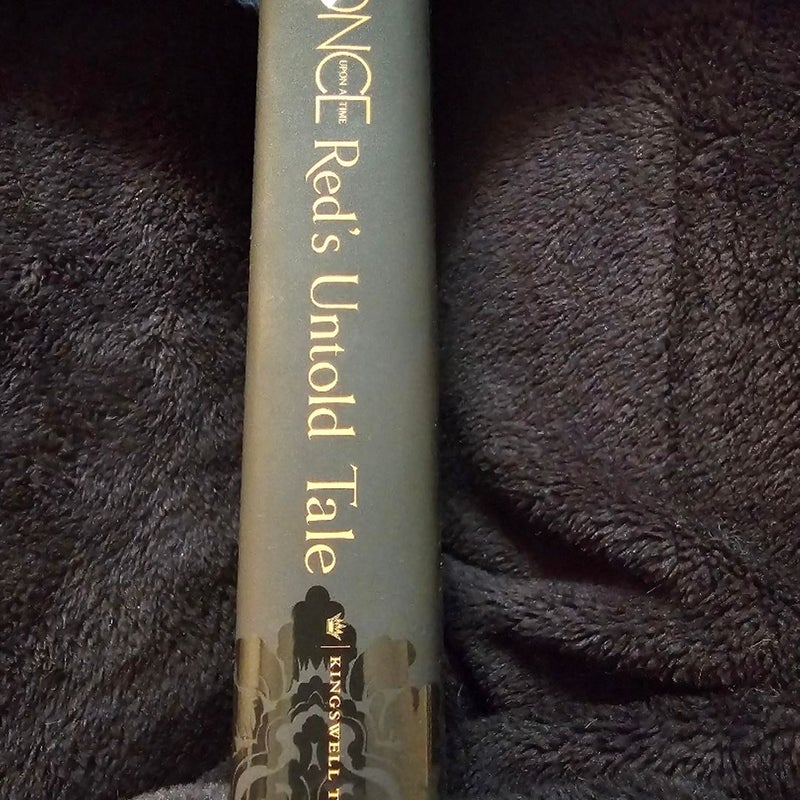 ONCE
UPON A TIME
Red's Untold Tale
KINGSWELL